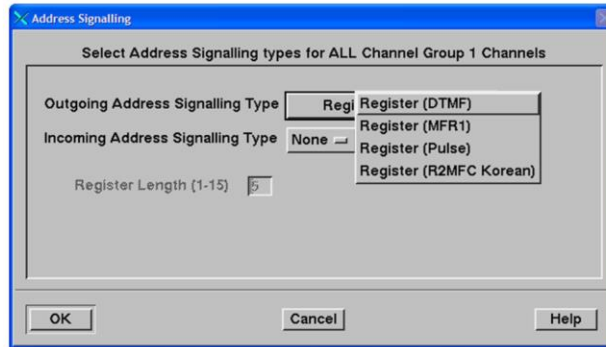 Address Signalling
Select Address Signalling types for ALL Channel Group 1 Channels
Outgoing Address Signalling Type Regi Register (DTMF)
Register (MFR1)
Incoming Address Signalling Type None
Register (Pulse)
Register (R2MFC Korean)
Register Length (1-15) 5
OK Cancel Help